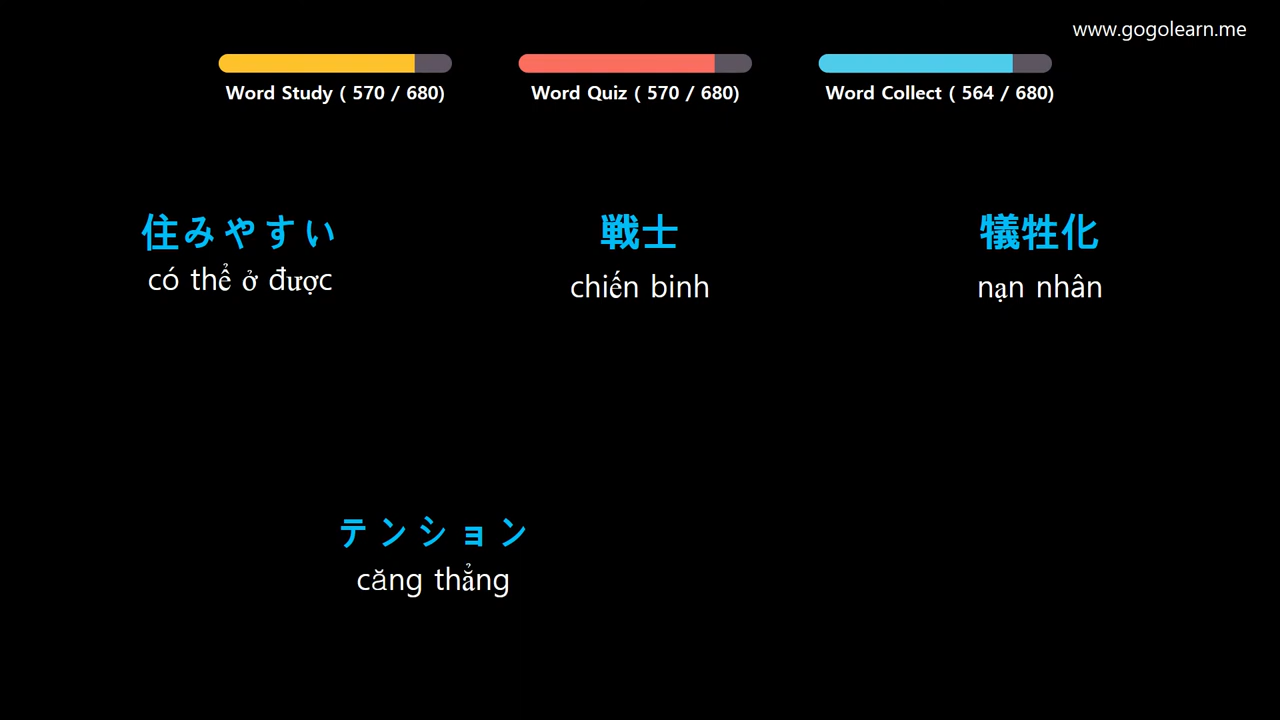 www.gogolearn.me
Word Study ( 570 / 680)
Word Quiz ( 570 / 680)
Word Collect ( 564 / 680)
住みやすい
có thể ở được
戦士
chiến binh
犠牲化
nạn nhân
テンション
căng thẳng